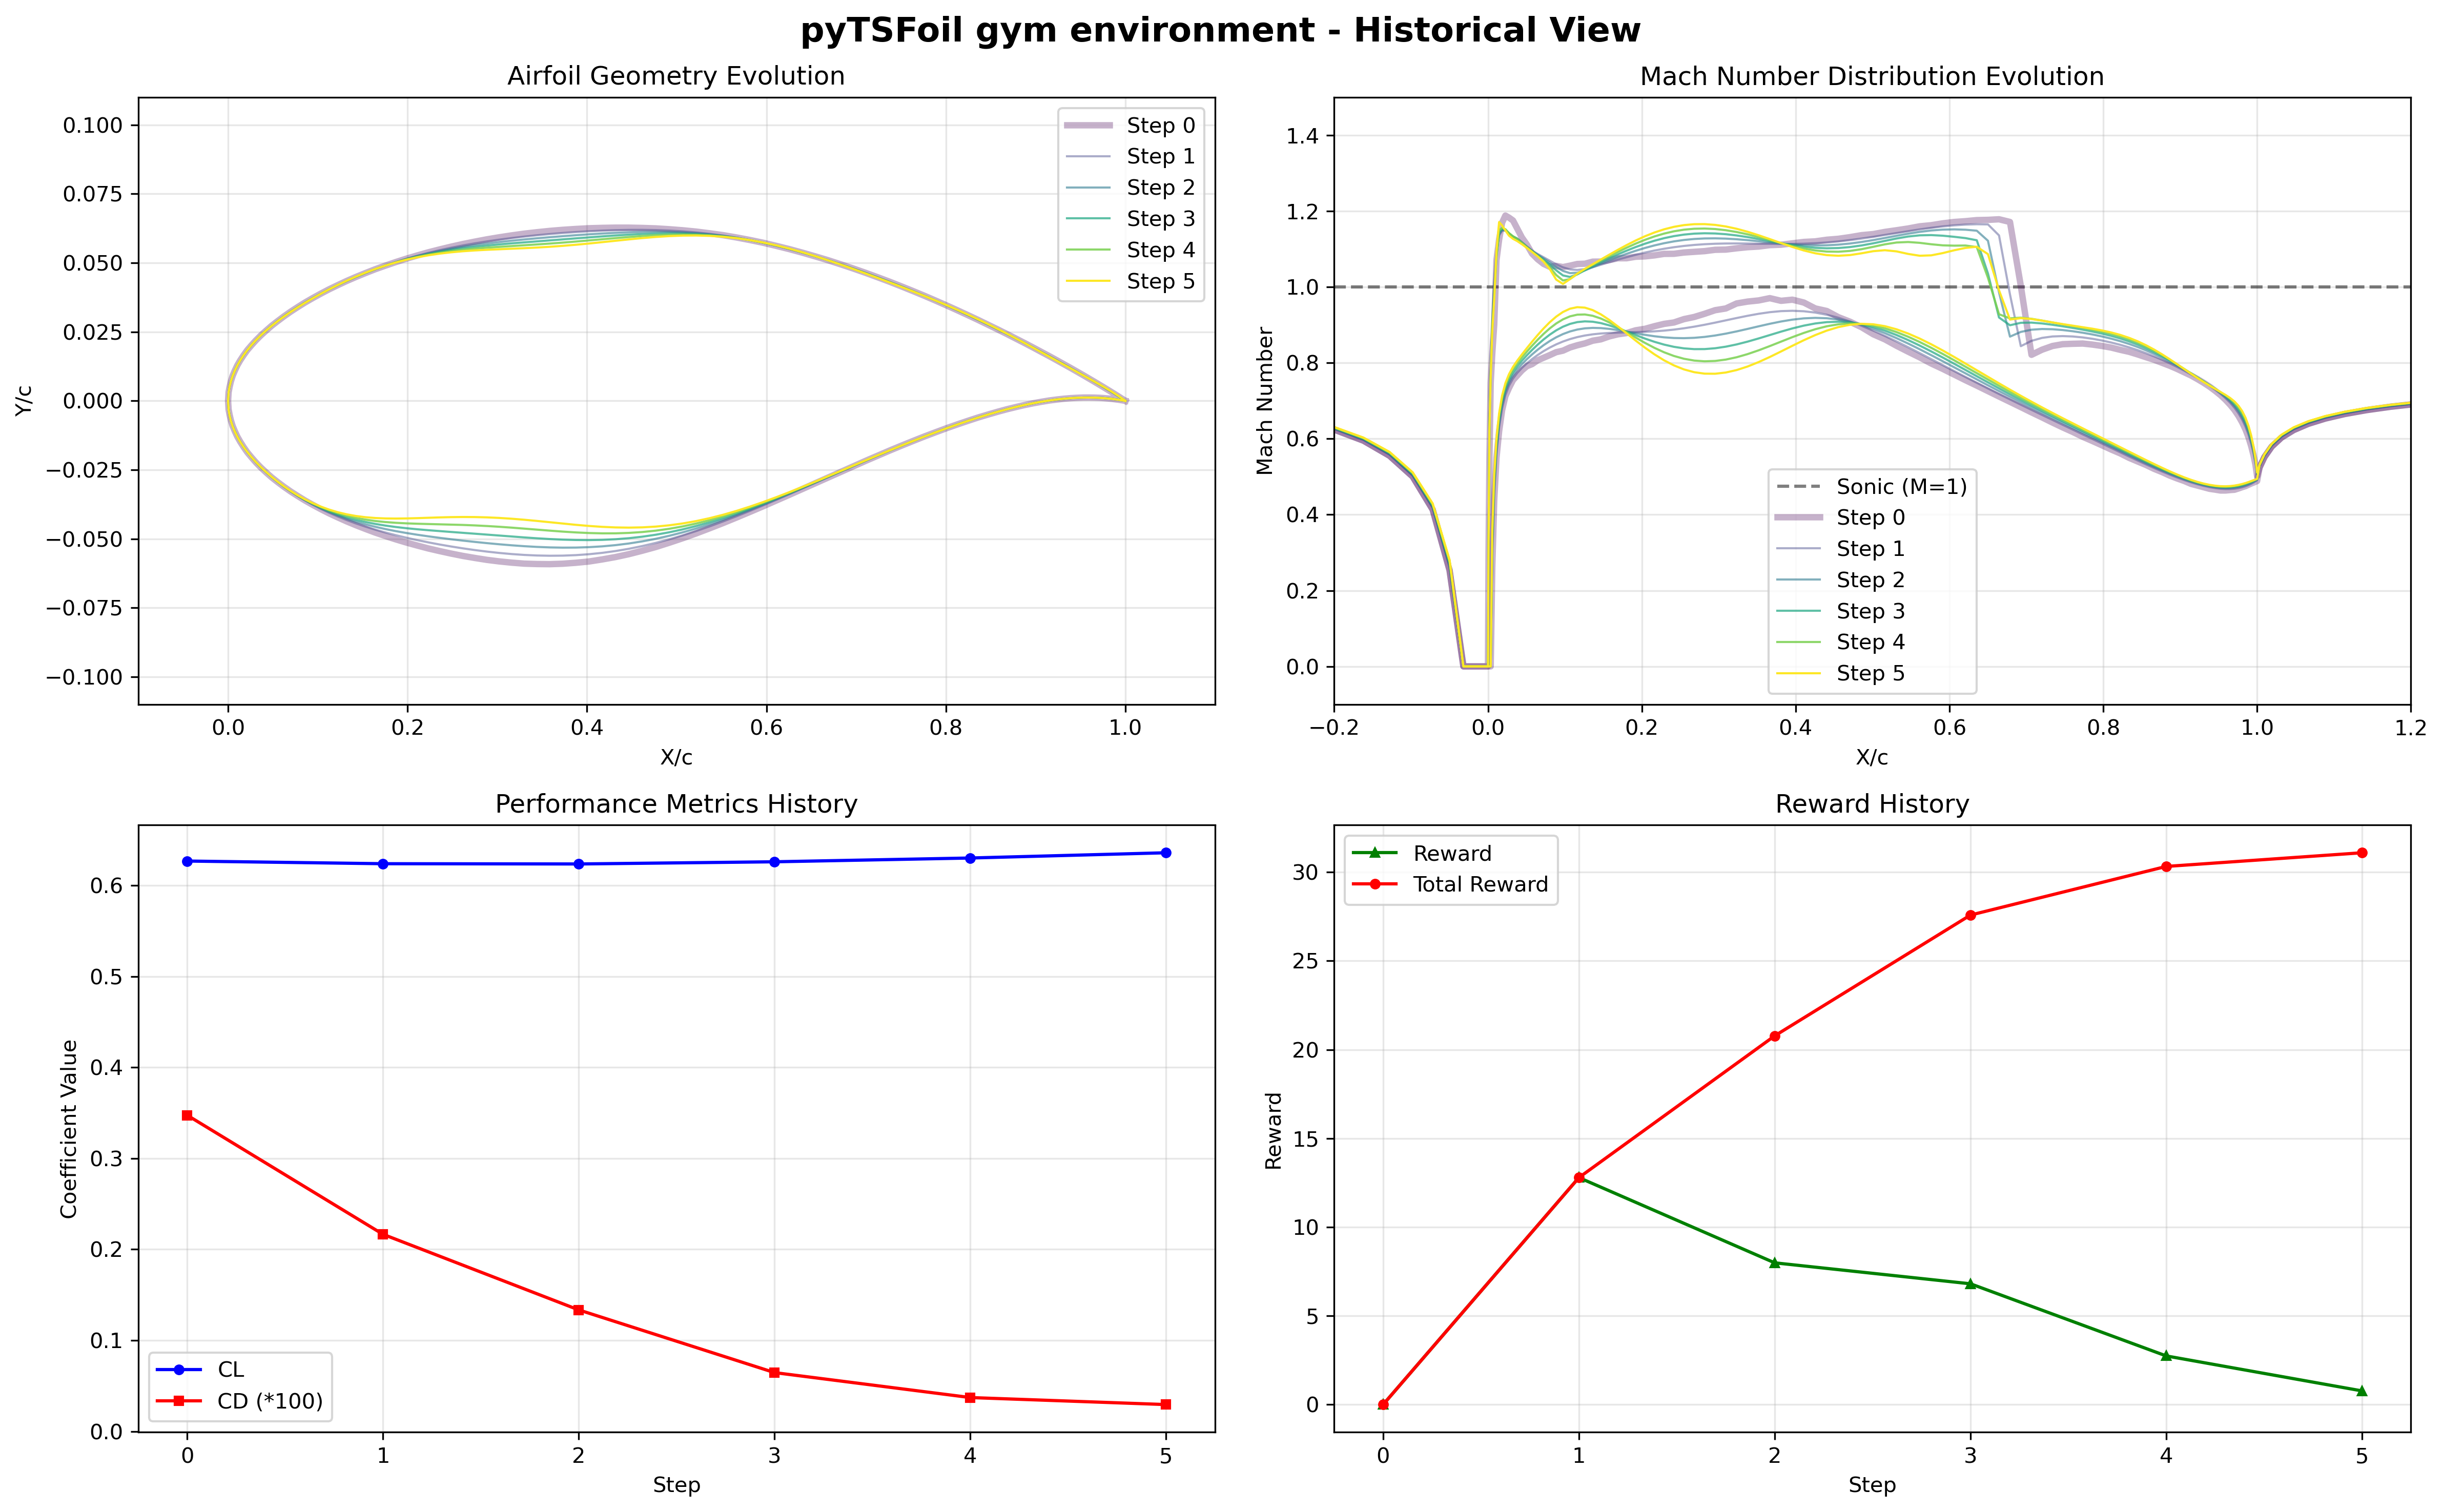 pyTSFoil gym environment - Historical View
Airfoil Geometry Evolution
0.100
0.075
0.050
0.025
0.000
−0.025
−0.050
−0.075
−0.100
Y/c
0.0 0.2 0.4 0.6 0.8 1.0
X/c
Step 0
Step 1
Step 2
Step 3
Step 4
Step 5
Mach Number Distribution Evolution
1.4
1.2
1.0
0.8
0.6
0.4
0.2
0.0
Mach Number
−0.2 0.0 0.2 0.4 0.6 0.8 1.0 1.2
X/c
Sonic (M=1)
Step 0
Step 1
Step 2
Step 3
Step 4
Step 5
Performance Metrics History
0.6
0.5
0.4
0.3
0.2
0.1
0.0
Coefficient Value
CL
CD (*100)
0 1 2 3 4 5
Step
Reward History
30
25
20
15
10
5
0
Reward
Reward
Total Reward
0 1 2 3 4 5
Step